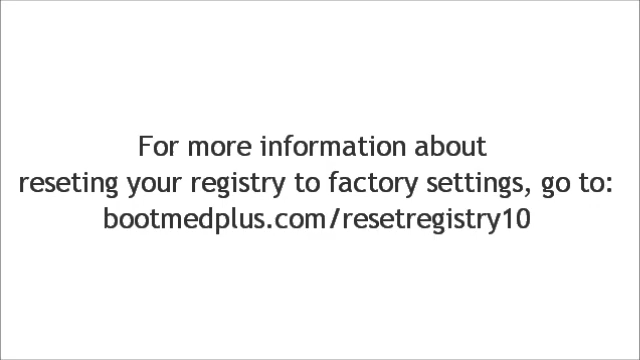 For more information about
reseting your registry to factory settings, go to:
bootmedplus.com/resetregistry10